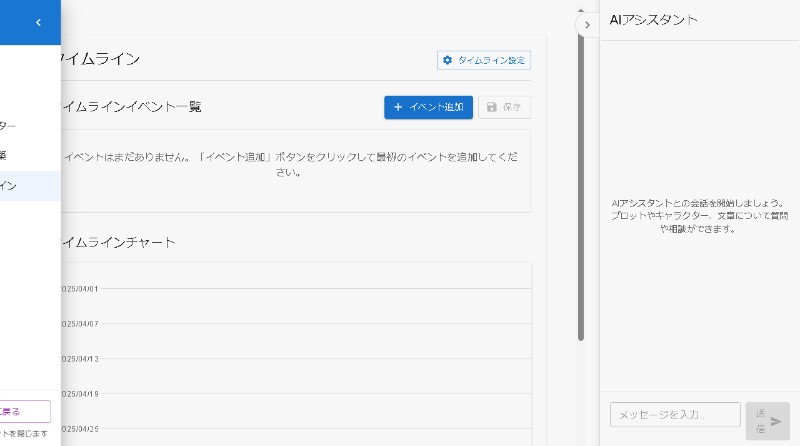 イムライン
タイムライン設定
イムラインイベント一覧
イベント追加
保存
イベントはまだありません。「イベント追加」ボタンをクリックして最初のイベントを追加してください。
イムラインチャート
025/04/01
025/04/07
025/04/13
025/04/19
025/04/25
ター
築
イン
に戻る
トを閉じます
AIアシスタント
AIアシスタントとの会話を開始しましょう。
プロットやキャラクター、文章について質問
や相談ができます。
メッセージを入力...
送信